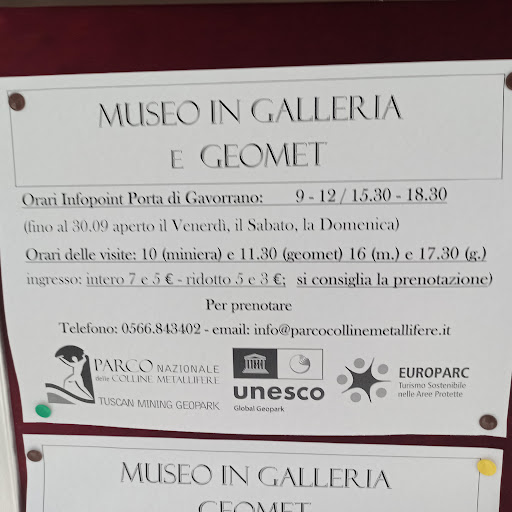 MUSEO IN GALLERIA
E GEOMET
Orari Infopoint Porta di Gavorrano: 9 - 12 / 15.30 - 18.30
(fino al 30.09 aperto il Venerdì, il Sabato, la Domenica)
Orari delle visite: 10 (miniera) e 11.30 (geomet) 16 (m.) e 17.30 (g.)
ingresso: intero 7 e 5 € - ridotto 5 e 3 €; si consiglia la prenotazione)
Per prenotare
Telefono: 0566.843402 - email: info@parcocollinemetallifere.it
PARCO NAZIONALE
delle COLLINE METALLIFERE
TUSCAN MINING GEOPARK
unesco
Global Geopark
EUROPARC
Turismo Sostenibile
nelle Aree Protette
MUSEO IN GALLERIA
GEOMET